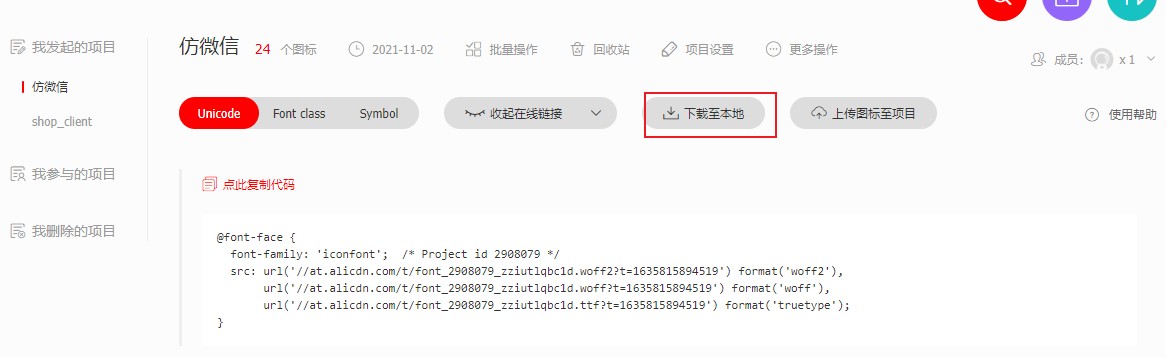 我发起的项目
仿微信
shop_client
我参与的项目
我删除的项目
仿微信 24 个图标 2021-11-02 批量操作 回收站 项目设置 更多操作
成员： x 1
Unicode Font class Symbol 收起在线链接 下载至本地 上传图标至项目 使用帮助
点此复制代码
@font-face {
  font-family: 'iconfont';  /* Project id 2908079 */
  src: url('//at.alicdn.com/t/font_2908079_zziut1qbc1d.woff2?t=1635815894519') format('woff2'),
       url('//at.alicdn.com/t/font_2908079_zziut1qbc1d.woff?t=1635815894519') format('woff'),
       url('//at.alicdn.com/t/font_2908079_zziut1qbc1d.ttf?t=1635815894519') format('truetype');
}